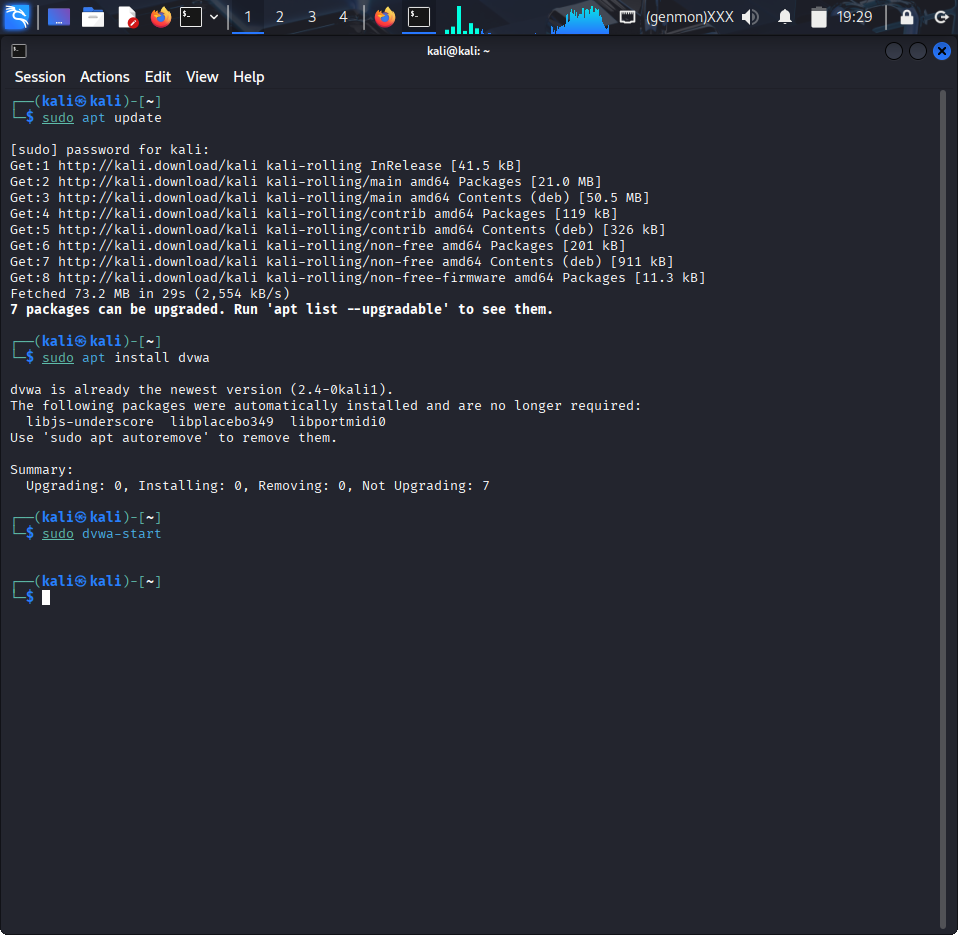 1 2 3 4 (genmon)XXX 19:29
kali@kali: ~
Session Actions Edit View Help
┌──(kali㉿kali)-[~]
└─$ sudo apt update
[sudo] password for kali:
Get:1 http://kali.download/kali kali-rolling InRelease [41.5 kB]
Get:2 http://kali.download/kali kali-rolling/main amd64 Packages [21.0 MB]
Get:3 http://kali.download/kali kali-rolling/main amd64 Contents (deb) [50.5 MB]
Get:4 http://kali.download/kali kali-rolling/contrib amd64 Packages [119 kB]
Get:5 http://kali.download/kali kali-rolling/contrib amd64 Contents (deb) [326 kB]
Get:6 http://kali.download/kali kali-rolling/non-free amd64 Packages [201 kB]
Get:7 http://kali.download/kali kali-rolling/non-free amd64 Contents (deb) [911 kB]
Get:8 http://kali.download/kali kali-rolling/non-free-firmware amd64 Packages [11.3 kB]
Fetched 73.2 MB in 29s (2,554 kB/s)
7 packages can be upgraded. Run 'apt list --upgradable' to see them.
┌──(kali㉿kali)-[~]
└─$ sudo apt install dvwa
dvwa is already the newest version (2.4-0kali1).
The following packages were automatically installed and are no longer required:
libjs-underscore libplacebo349 libportmidi0
Use 'sudo apt autoremove' to remove them.
Summary:
Upgrading: 0, Installing: 0, Removing: 0, Not Upgrading: 7
┌──(kali㉿kali)-[~]
└─$ sudo dvwa-start
┌──(kali㉿kali)-[~]
└─$